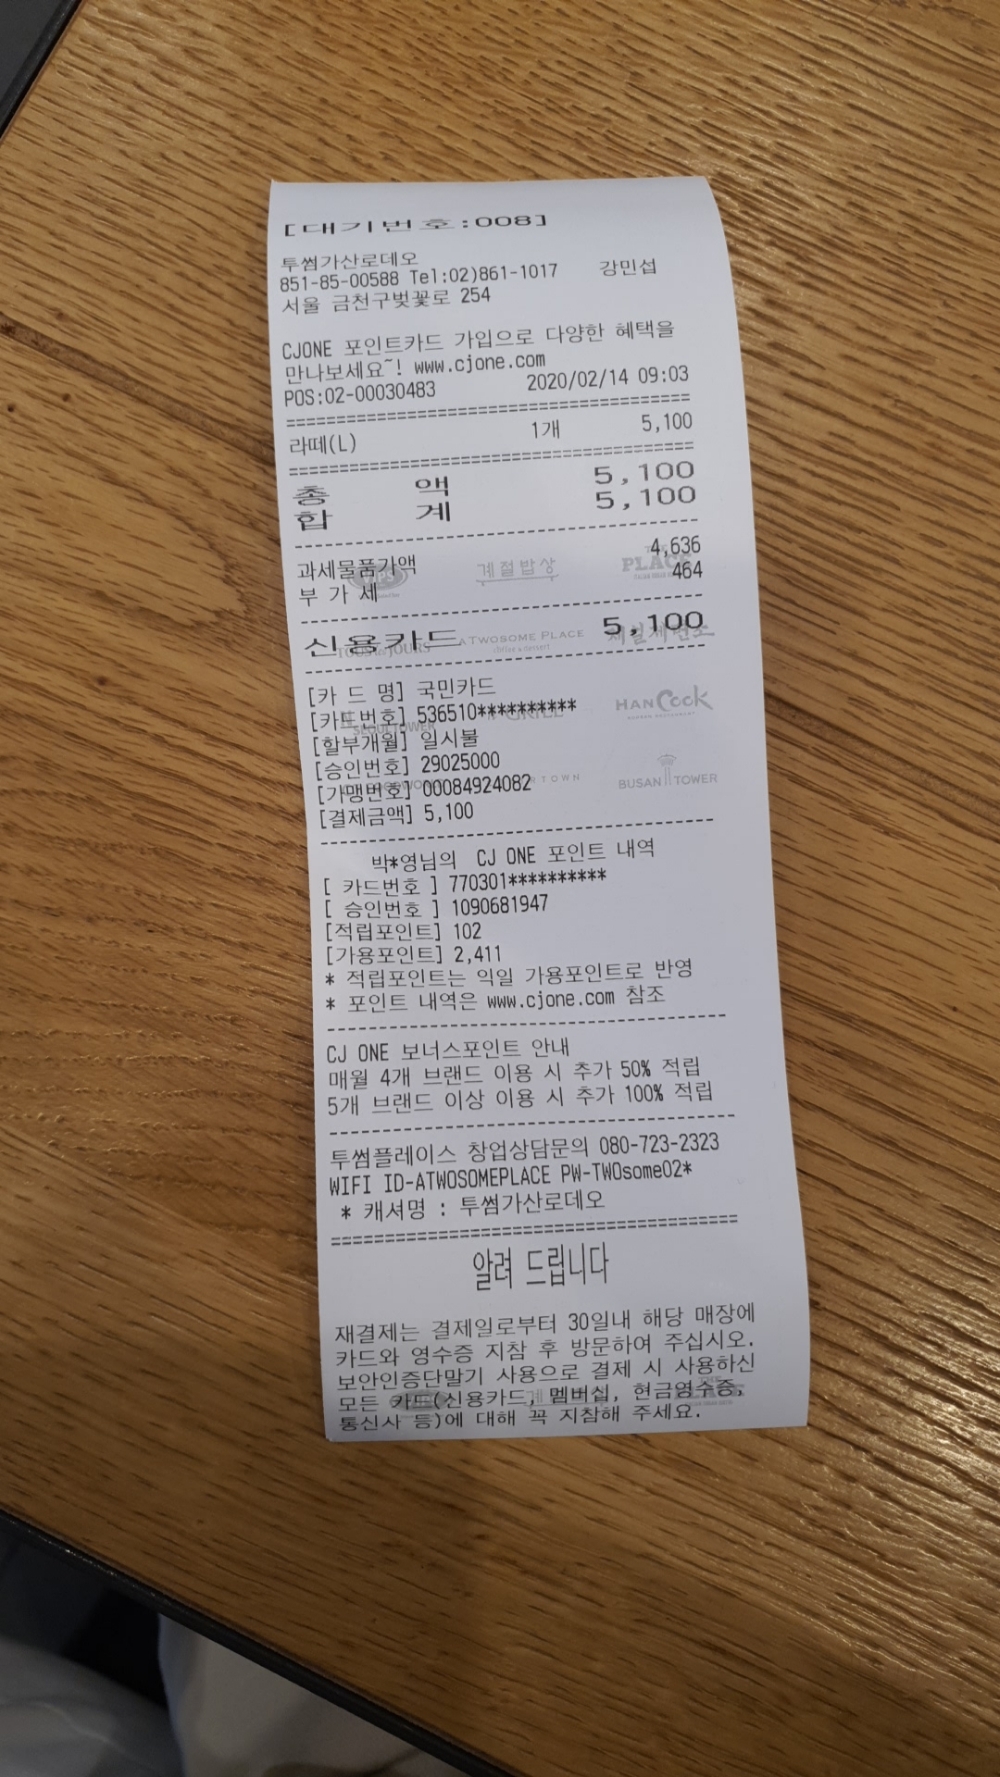 [대기번호:008]
투썸가산로데오
851-85-00588 Tel:02)861-1017 강민섭
서울 금천구벚꽃로 254
CJONE 포인트카드 가입으로 다양한 혜택을
만나보세요~! www.cjone.com
POS:02-00030483 2020/02/14 09:03
라떼(L) 1개 5,100
총 액 5,100
합 계 5,100
과세물품가액 4,636
부 가 세 464
계절밥상
신용카드 5,100
A TWOSOME PLACE
[카 드 명] 국민카드
[카드번호] 536510**********
HANCook
[할부개월] 일시불
[승인번호] 29025000
[가맹번호] 00084924082
BUSAN TOWER
[결제금액] 5,100
박*영님의 CJ ONE 포인트 내역
[ 카드번호 ] 770301**********
[ 승인번호 ] 1090681947
[적립포인트] 102
[가용포인트] 2,411
* 적립포인트는 익일 가용포인트로 반영
* 포인트 내역은 www.cjone.com 참조
CJ ONE 보너스포인트 안내
매월 4개 브랜드 이용 시 추가 50% 적립
5개 브랜드 이상 이용 시 추가 100% 적립
투썸플레이스 창업상담문의 080-723-2323
WIFI ID-ATWOSOMEPLACE PW-TWOsome02*
* 캐셔명 : 투썸가산로데오
알려 드립니다
재결제는 결제일로부터 30일내 해당 매장에
카드와 영수증 지참 후 방문하여 주십시오.
보안인증단말기 사용으로 결제 시 사용하신
모든 카드(신용카드, 멤버십, 현금영수증,
통신사 등)에 대해 꼭 지참해 주세요.